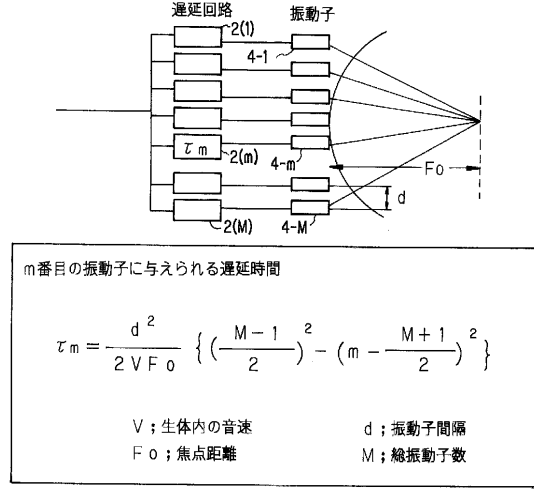 遅延回路
振動子
2(1)
4-1
τm
2(m)
4-m
Fo
d
2(M)
4-M
m番目の振動子に与えられる遅延時間
τm = d² / 2VFo { ( (M-1) / 2 )² - ( m - (M+1) / 2 )² }
V;生体内の音速
d;振動子間隔
Fo;焦点距離
M;総振動子数